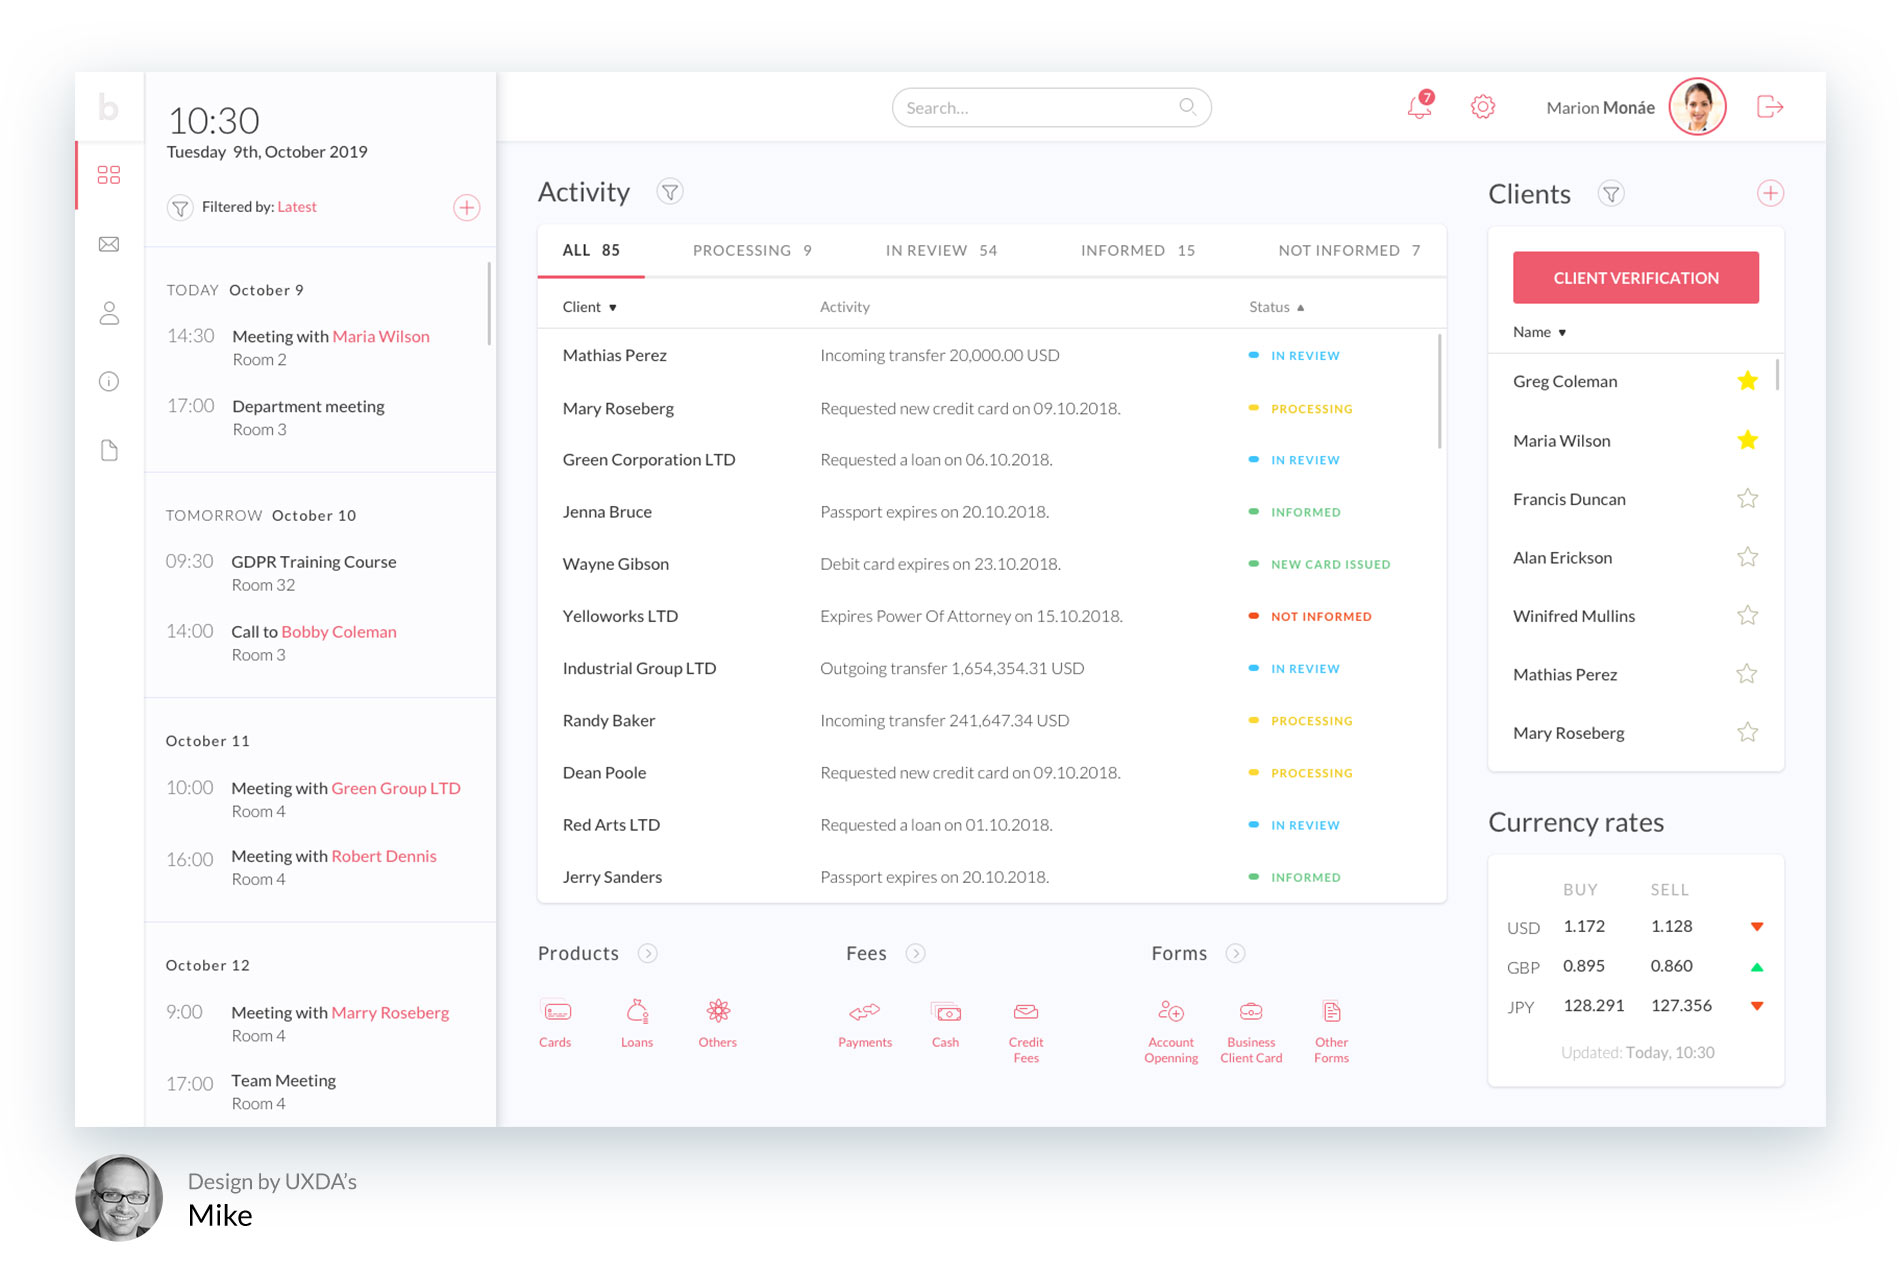 b
10:30
Tuesday 9th, October 2019
Filtered by: Latest
TODAY October 9
14:30 Meeting with Maria Wilson
Room 2
17:00 Department meeting
Room 3
TOMORROW October 10
09:30 GDPR Training Course
Room 32
14:00 Call to Bobby Coleman
Room 3
October 11
10:00 Meeting with Green Group LTD
Room 4
16:00 Meeting with Robert Dennis
Room 4
October 12
9:00 Meeting with Marry Roseberg
Room 4
17:00 Team Meeting
Room 4
Search...
7
Marion Monáe
Activity
ALL 85 PROCESSING 9 IN REVIEW 54 INFORMED 15 NOT INFORMED 7
Client Activity Status
Mathias Perez Incoming transfer 20,000.00 USD IN REVIEW
Mary Roseberg Requested new credit card on 09.10.2018. PROCESSING
Green Corporation LTD Requested a loan on 06.10.2018. IN REVIEW
Jenna Bruce Passport expires on 20.10.2018. INFORMED
Wayne Gibson Debit card expires on 23.10.2018. NEW CARD ISSUED
Yelloworks LTD Expires Power Of Attorney on 15.10.2018. NOT INFORMED
Industrial Group LTD Outgoing transfer 1,654,354.31 USD IN REVIEW
Randy Baker Incoming transfer 241,647.34 USD PROCESSING
Dean Poole Requested new credit card on 09.10.2018. PROCESSING
Red Arts LTD Requested a loan on 01.10.2018. IN REVIEW
Jerry Sanders Passport expires on 20.10.2018. INFORMED
Products
Cards
Loans
Others
Fees
Payments
Cash
Credit
Fees
Forms
Account
Openning
Business
Client Card
Other
Forms
Clients
CLIENT VERIFICATION
Name
Greg Coleman
Maria Wilson
Francis Duncan
Alan Erickson
Winifred Mullins
Mathias Perez
Mary Roseberg
Currency rates
BUY SELL
USD 1.172 1.128
GBP 0.895 0.860
JPY 128.291 127.356
Updated: Today, 10:30
Design by UXDA's
Mike